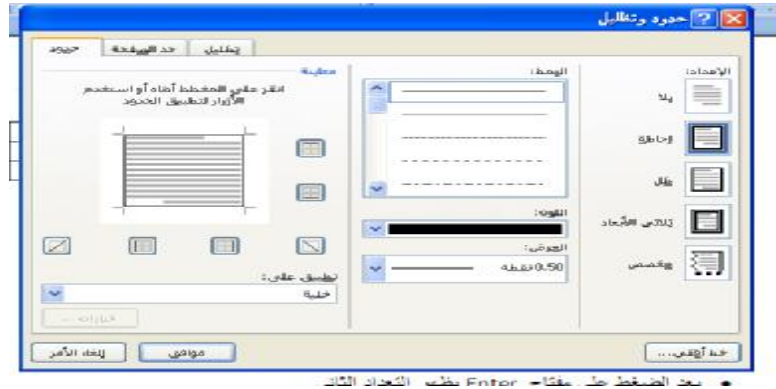 حدود وتظليل
حدود
حد الصفحة
تظليل
الإعداد:
بلا
إحاطة
ظل
ثلاثي الأبعاد
مخصص
النمط:
اللون:
العرض:
0.50 نقطة
معاينة
انقر على المخطط أدناه أو استخدم
الأزرار لتطبيق الحدود
تطبيق على:
خلية
خيارات ...
خط أفقي...
موافق
إلغاء الأمر
• بعد الضغط على مفتاح Enter يظهر التعداد الثاني